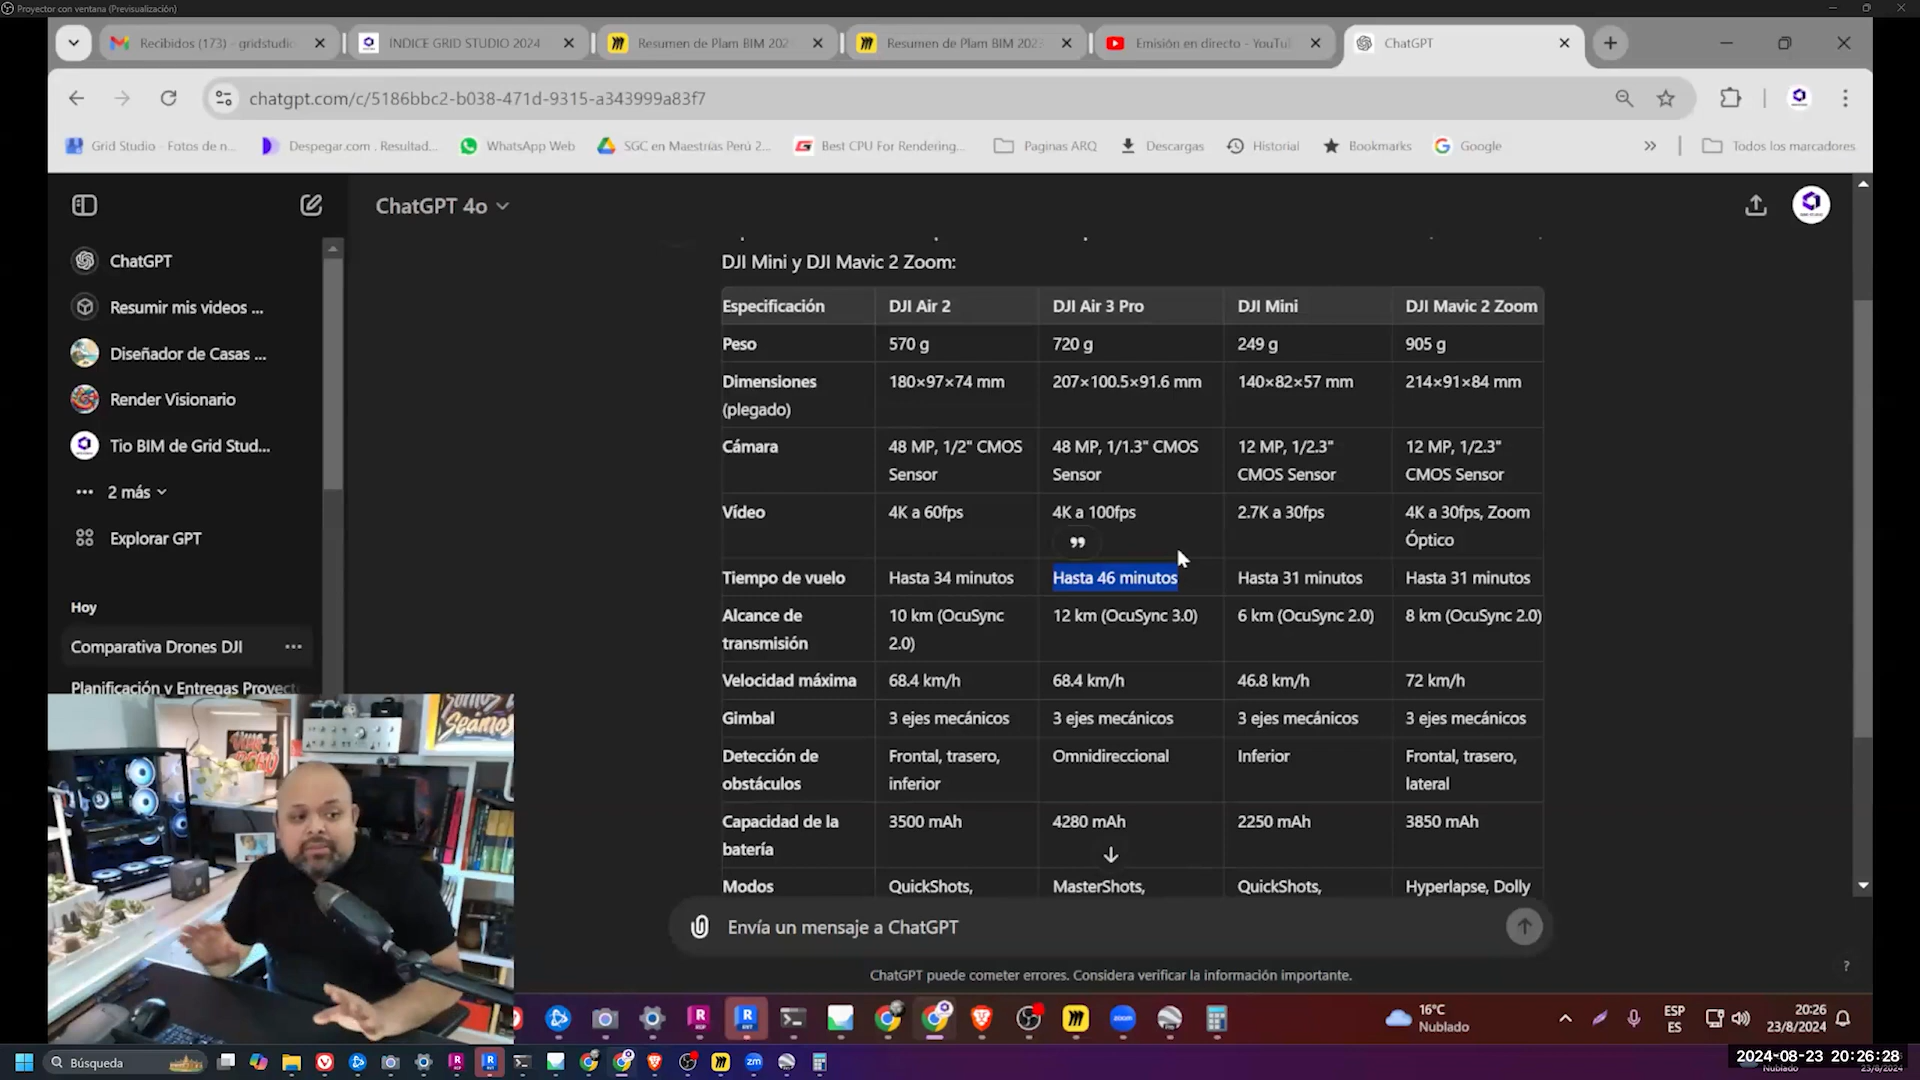 Proyector con ventana (Previsualización)
Recibidos (173) - gridstudio
INDICE GRID STUDIO 2024
Resumen de Plam BIM 202
Resumen de Plam BIM 202
Emisión en directo - YouTu
ChatGPT
chatgpt.com/c/5186bbc2-b038-471d-9315-a343999a83f7
Grid Studio - Fotos de n...
Despegar.com . Resultad...
WhatsApp Web
SGC en Maestrías Perú 2...
Best CPU For Rendering...
Paginas ARQ
Descargas
Historial
Bookmarks
Google
Todos los marcadores
ChatGPT 4o
ChatGPT
Resumir mis videos ...
Diseñador de Casas ...
Render Visionario
Tio BIM de Grid Stud...
2 más
Explorar GPT
Hoy
Comparativa Drones DJI
Planificación y Entregas Proyect
DJI Mini y DJI Mavic 2 Zoom:
Especificación DJI Air 2 DJI Air 3 Pro DJI Mini DJI Mavic 2 Zoom
Peso 570 g 720 g 249 g 905 g
Dimensiones 180×97×74 mm 207×100.5×91.6 mm 140×82×57 mm 214×91×84 mm
(plegado)
Cámara 48 MP, 1/2" CMOS 48 MP, 1/1.3" CMOS 12 MP, 1/2.3" 12 MP, 1/2.3"
Sensor Sensor CMOS Sensor CMOS Sensor
Vídeo 4K a 60fps 4K a 100fps 2.7K a 30fps 4K a 30fps, Zoom
Óptico
Tiempo de vuelo Hasta 34 minutos Hasta 46 minutos Hasta 31 minutos Hasta 31 minutos
Alcance de 10 km (OcuSync 12 km (OcuSync 3.0) 6 km (OcuSync 2.0) 8 km (OcuSync 2.0)
transmisión 2.0)
Velocidad máxima 68.4 km/h 68.4 km/h 46.8 km/h 72 km/h
Gimbal 3 ejes mecánicos 3 ejes mecánicos 3 ejes mecánicos 3 ejes mecánicos
Detección de Frontal, trasero, Omnidireccional Inferior Frontal, trasero,
obstáculos inferior lateral
Capacidad de la 3500 mAh 4280 mAh 2250 mAh 3850 mAh
batería
Modos QuickShots, MasterShots, QuickShots, Hyperlapse, Dolly
Envía un mensaje a ChatGPT
ChatGPT puede cometer errores. Considera verificar la información importante.
?
Somos
Seámos
16°C
Nublado
ESP
ES
20:26
23/8/2024
Búsqueda
2024-08-23 20:26:28
Nublado
23/8/2024